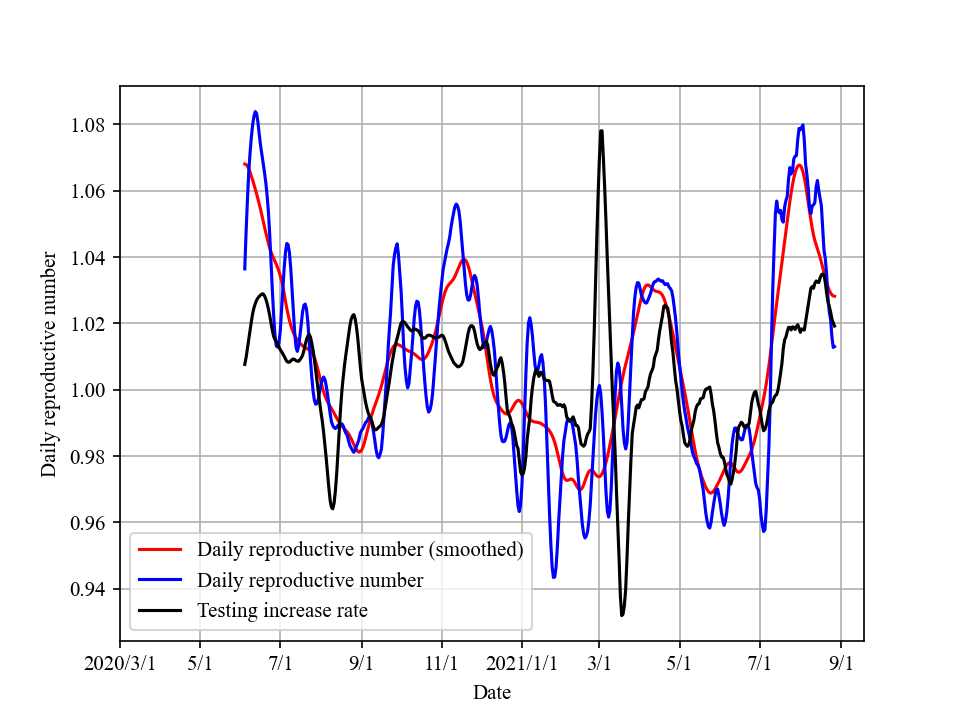 1.08
1.06
1.04
1.02
1.00
0.98
0.96
0.94
Daily reproductive number
Daily reproductive number (smoothed)
Daily reproductive number
Testing increase rate
2020/3/1 5/1 7/1 9/1 11/1 2021/1/1 3/1 5/1 7/1 9/1
Date